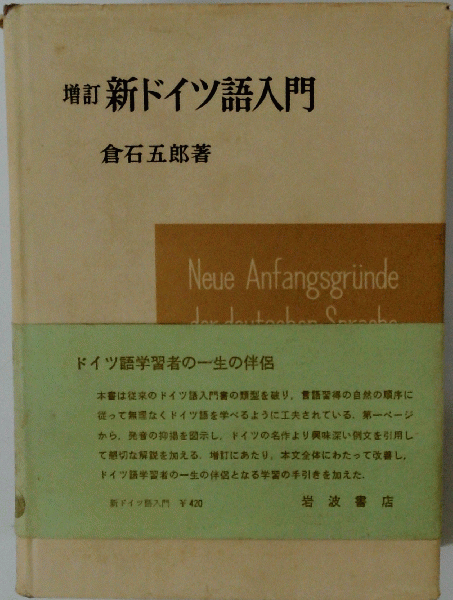 増訂 新ドイツ語入門
倉石五郎著
Neue Anfangsgründe
der deutschen Sprache
ドイツ語学習者の一生の伴侶
本書は従来のドイツ語入門書の類型を破り，言語習得の自然の順序に
従って無理なくドイツ語を学べるように工夫されている．第一ページ
から，発音の抑揚を図示し，ドイツの名作より興味深い例文を引用し
て懇切な解説を加える．増訂にあたり，本文全体にわたって改善し，
ドイツ語学習者の一生の伴侶となる学習の手引きを加えた．
新ドイツ語入門 ￥420
岩波書店